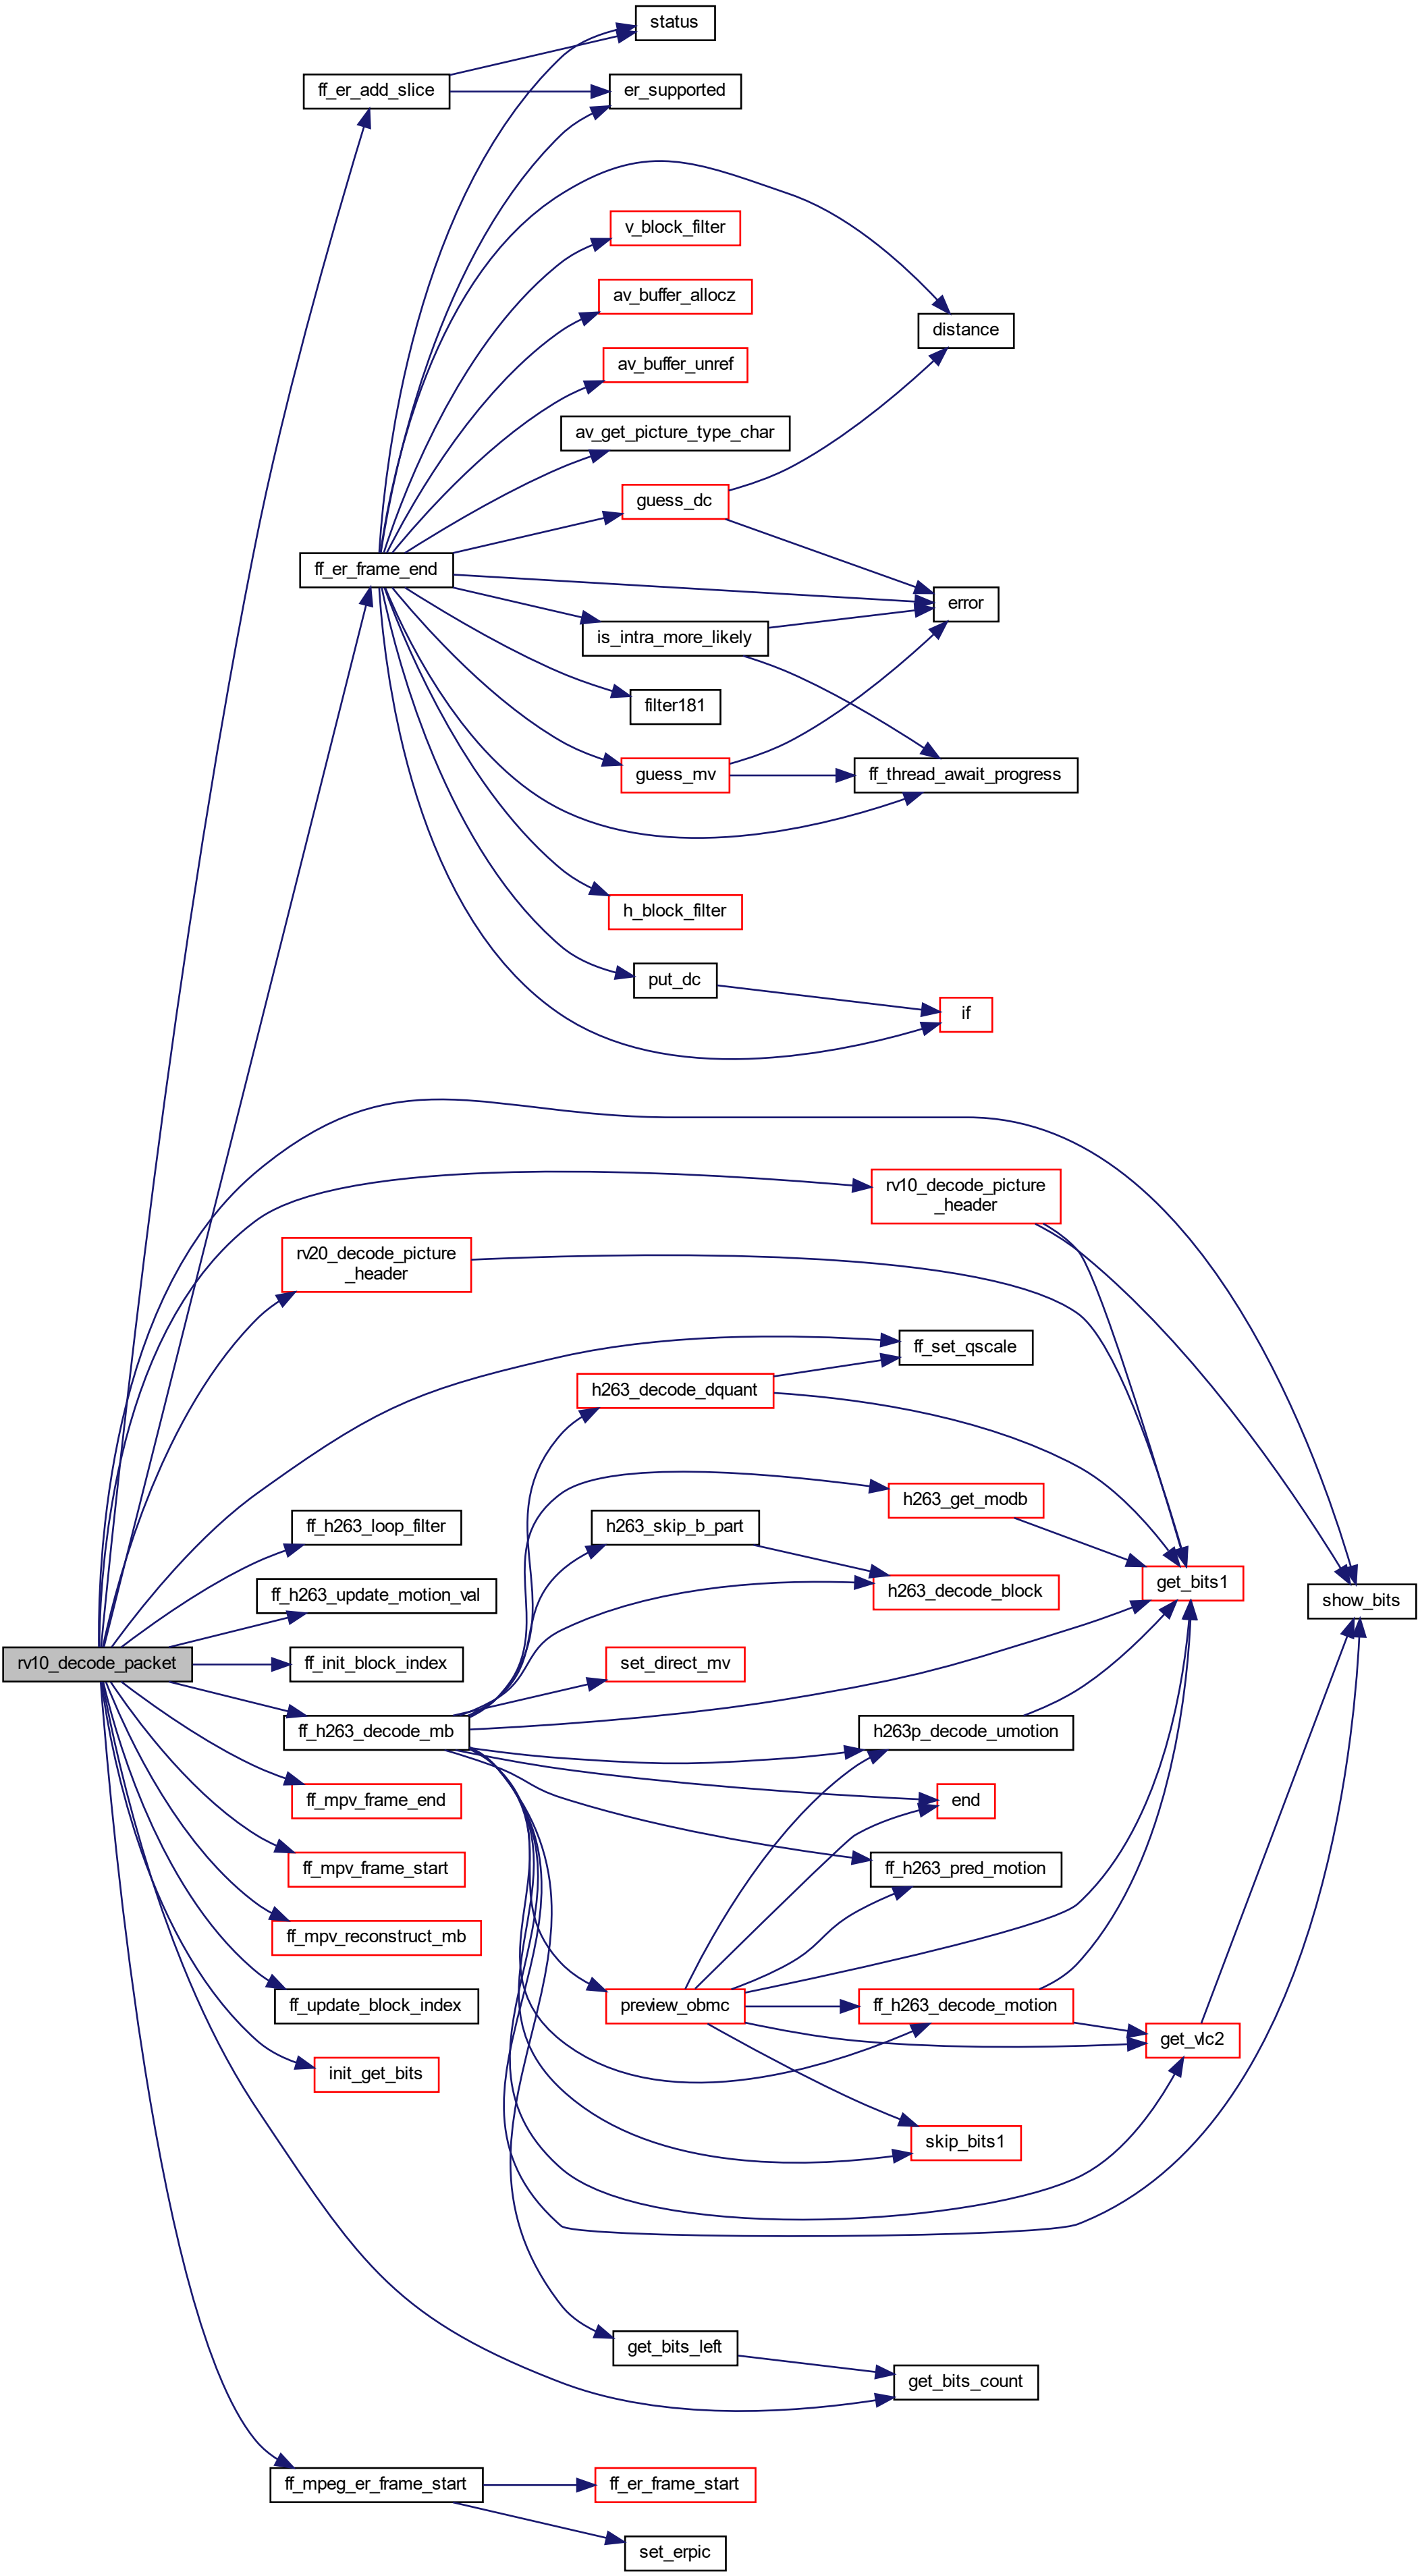 status
ff_er_add_slice
er_supported
v_block_filter
av_buffer_allocz
distance
av_buffer_unref
av_get_picture_type_char
guess_dc
ff_er_frame_end
error
is_intra_more_likely
filter181
guess_mv
ff_thread_await_progress
h_block_filter
put_dc
if
rv10_decode_picture
_header
rv20_decode_picture
_header
ff_set_qscale
h263_decode_dquant
h263_get_modb
ff_h263_loop_filter
h263_skip_b_part
get_bits1
h263_decode_block
ff_h263_update_motion_val
show_bits
rv10_decode_packet
ff_init_block_index
set_direct_mv
ff_h263_decode_mb
h263p_decode_umotion
ff_mpv_frame_end
end
ff_mpv_frame_start
ff_h263_pred_motion
ff_mpv_reconstruct_mb
ff_update_block_index
preview_obmc
ff_h263_decode_motion
get_vlc2
init_get_bits
skip_bits1
get_bits_left
get_bits_count
ff_mpeg_er_frame_start
ff_er_frame_start
set_erpic